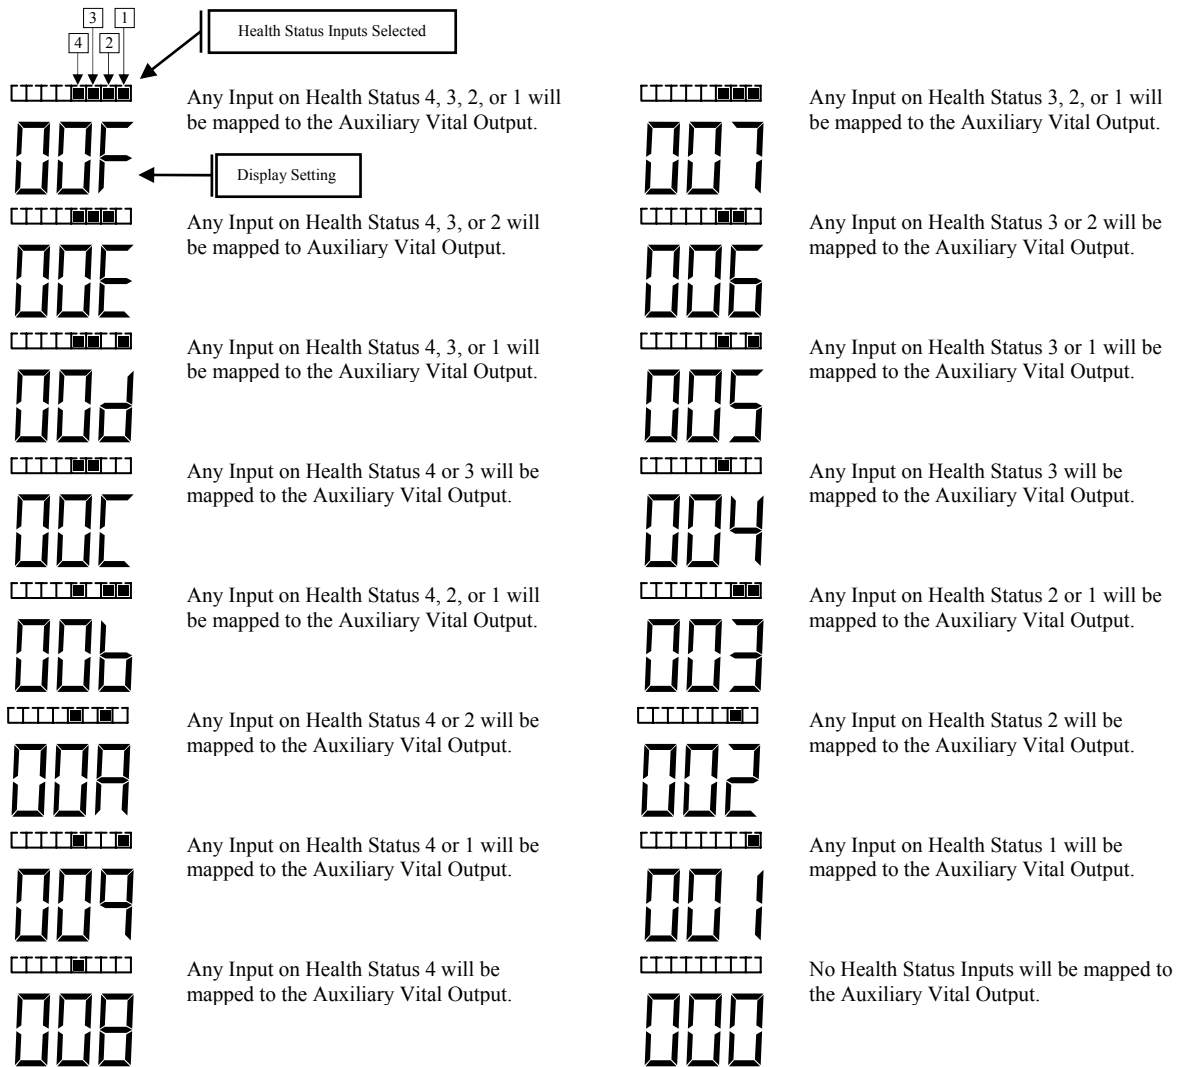 3
1
4
2
Health Status Inputs Selected
Any Input on Health Status 4, 3, 2, or 1 will
be mapped to the Auxiliary Vital Output.
00F
Display Setting
Any Input on Health Status 4, 3, or 2 will
be mapped to Auxiliary Vital Output.
00E
Any Input on Health Status 4, 3, or 1 will
be mapped to the Auxiliary Vital Output.
00d
Any Input on Health Status 4 or 3 will be
mapped to the Auxiliary Vital Output.
00C
Any Input on Health Status 4, 2, or 1 will
be mapped to the Auxiliary Vital Output.
00b
Any Input on Health Status 4 or 2 will be
mapped to the Auxiliary Vital Output.
00A
Any Input on Health Status 4 or 1 will be
mapped to the Auxiliary Vital Output.
009
Any Input on Health Status 4 will be
mapped to the Auxiliary Vital Output.
008
Any Input on Health Status 3, 2, or 1 will
be mapped to the Auxiliary Vital Output.
007
Any Input on Health Status 3 or 2 will be
mapped to the Auxiliary Vital Output.
006
Any Input on Health Status 3 or 1 will be
mapped to the Auxiliary Vital Output.
005
Any Input on Health Status 3 will be
mapped to the Auxiliary Vital Output.
004
Any Input on Health Status 2 or 1 will be
mapped to the Auxiliary Vital Output.
003
Any Input on Health Status 2 will be
mapped to the Auxiliary Vital Output.
002
Any Input on Health Status 1 will be
mapped to the Auxiliary Vital Output.
001
No Health Status Inputs will be mapped to
the Auxiliary Vital Output.
000